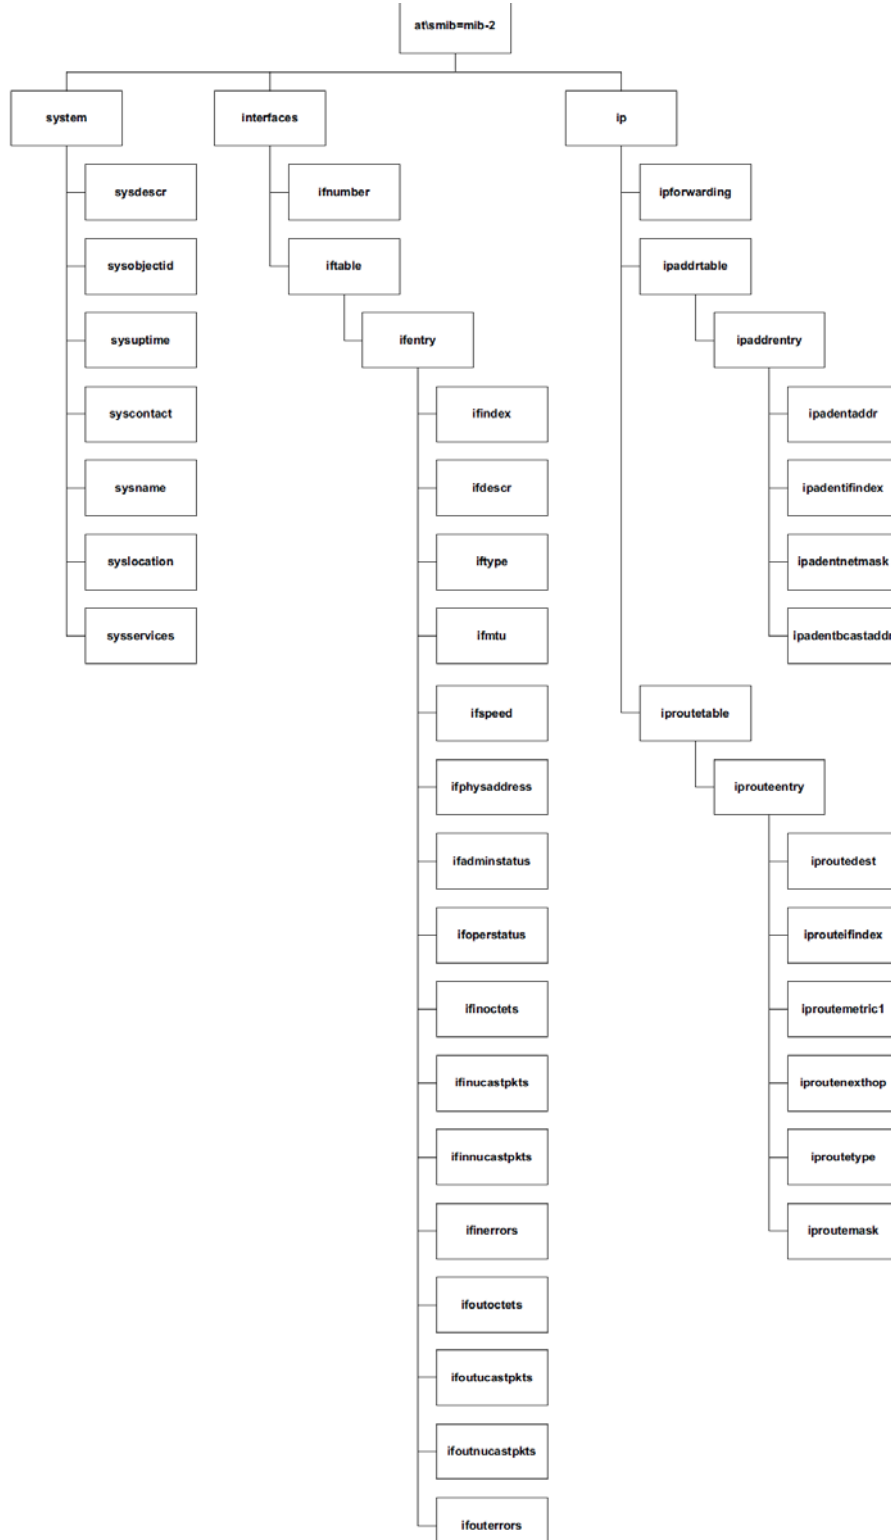 at\smib=mib-2
system
interfaces
ip
sysdescr
ifnumber
ipforwarding
sysobjectid
iftable
ipaddrtable
sysuptime
ifentry
ipaddrentry
syscontact
ifindex
ipadentaddr
sysname
ifdescr
ipadentifindex
syslocation
iftype
ipadentnetmask
sysservices
ifmtu
ipadentbcastaddr
ifspeed
iproutetable
ifphysaddress
iprouteentry
ifadminstatus
iproutedest
ifoperstatus
iprouteifindex
ifinoctets
iproutemetric1
ifinucastpkts
iproutenexthop
ifinnucastpkts
iproutetype
ifinerrors
iproutemask
ifoutoctets
ifoutucastpkts
ifoutnucastpkts
ifouterrors